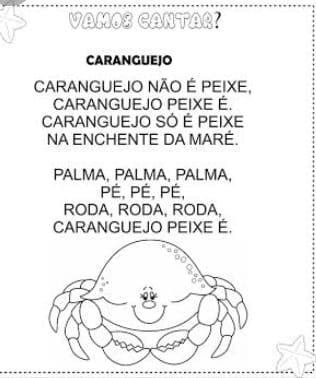 VAMOS CANTAR?
CARANGUEJO
CARANGUEJO NÃO É PEIXE,
CARANGUEJO PEIXE É.
CARANGUEJO SÓ É PEIXE
NA ENCHENTE DA MARÉ.
PALMA, PALMA, PALMA,
PÉ, PÉ, PÉ,
RODA, RODA, RODA,
CARANGUEJO PEIXE É.